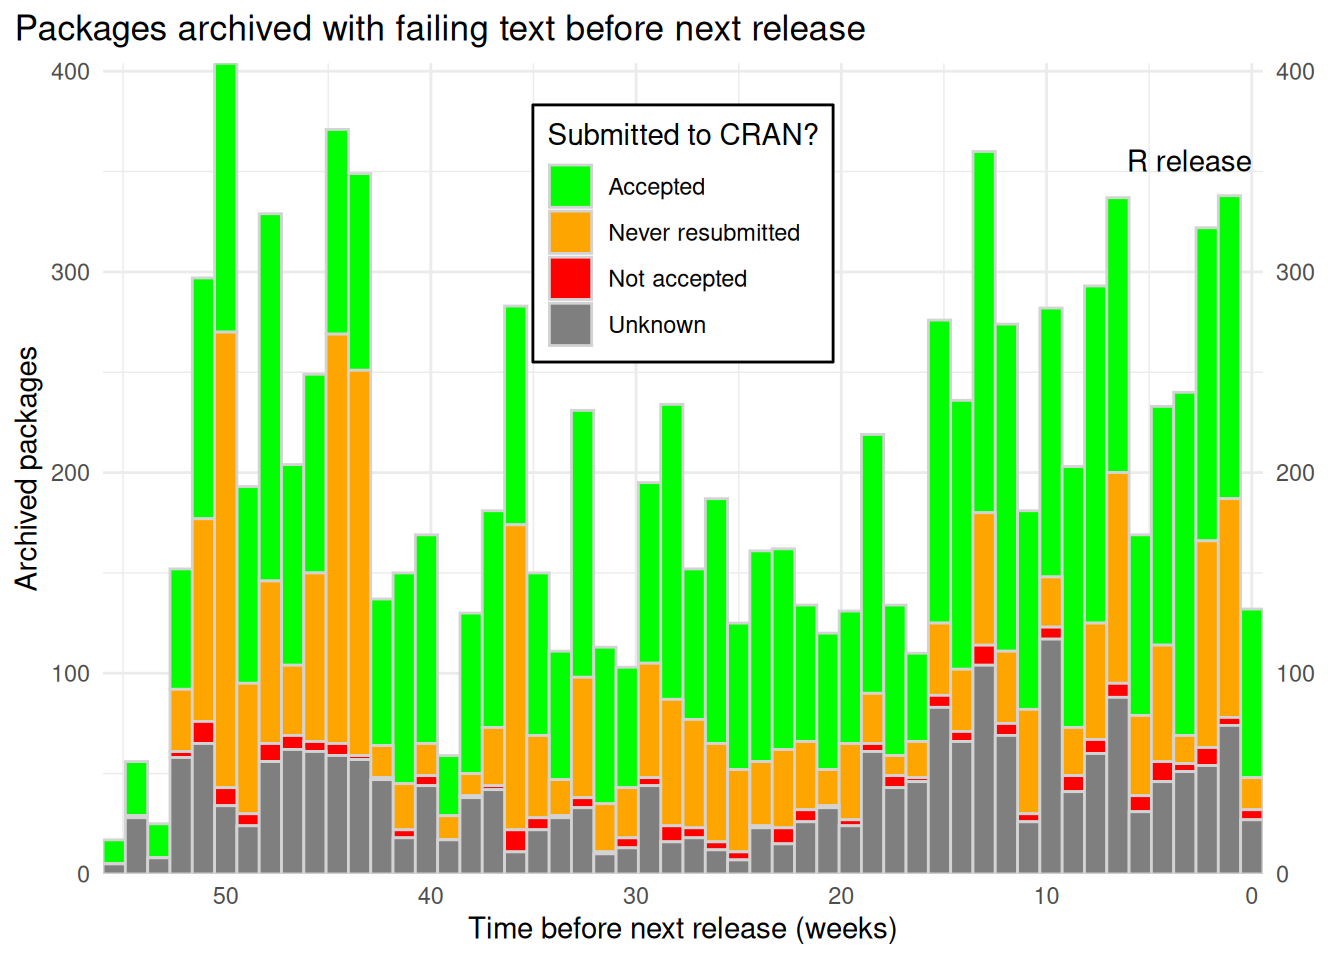 Packages archived with failing text before next release
400
300
200
100
0
Archived packages
Submitted to CRAN?
Accepted
Never resubmitted
Not accepted
Unknown
R release
400
300
200
100
0
50
40
30
20
10
0
Time before next release (weeks)